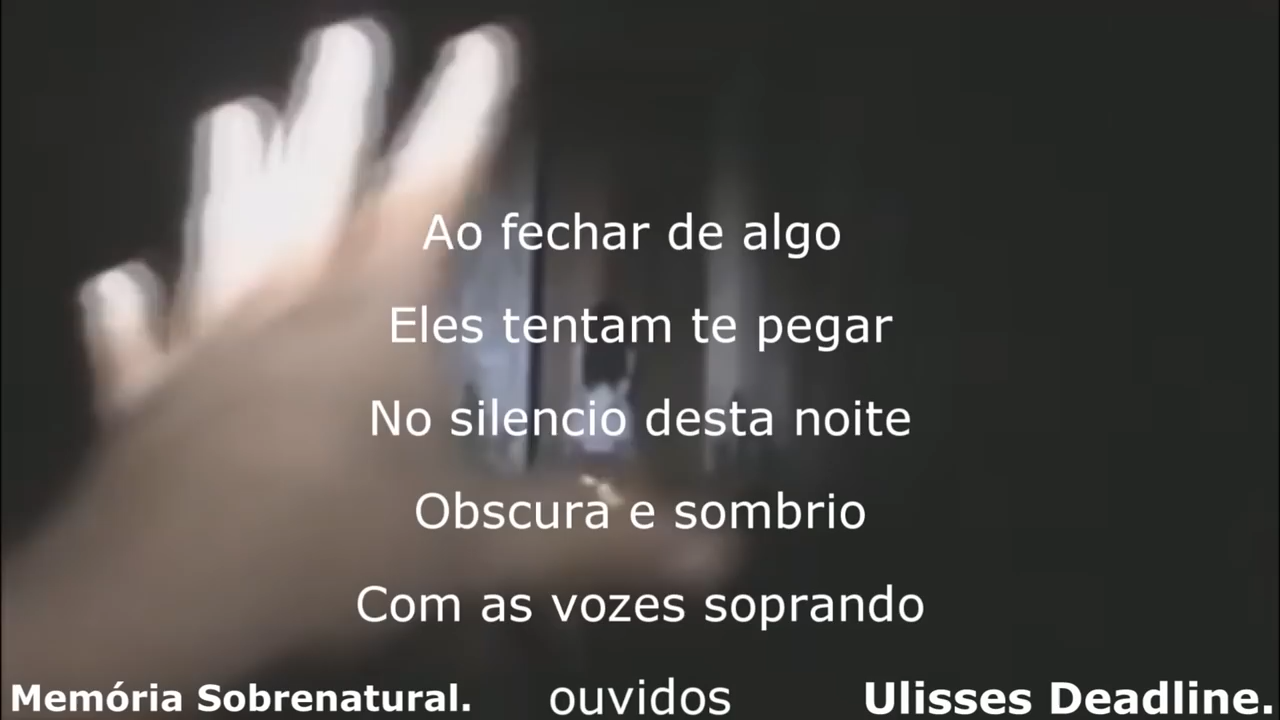 Ao fechar de algo
Eles tentam te pegar
No silencio desta noite
Obscura e sombrio
Com as vozes soprando
ouvidos
Memória Sobrenatural.
Ulisses Deadline.